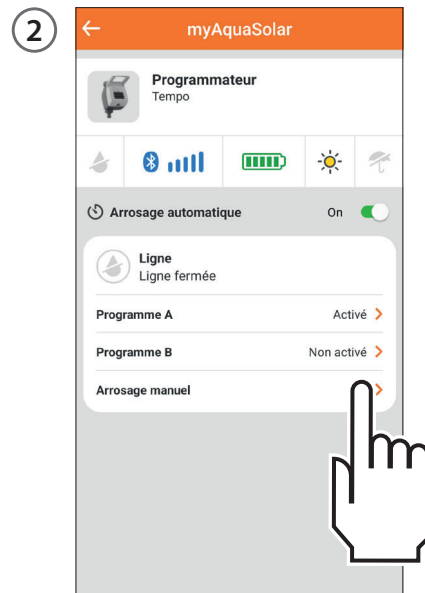 2
myAquaSolar
Programmateur
Tempo
Arrosage automatique On
Ligne
Ligne fermée
Programme A Activé
Programme B Non activé
Arrosage manuel